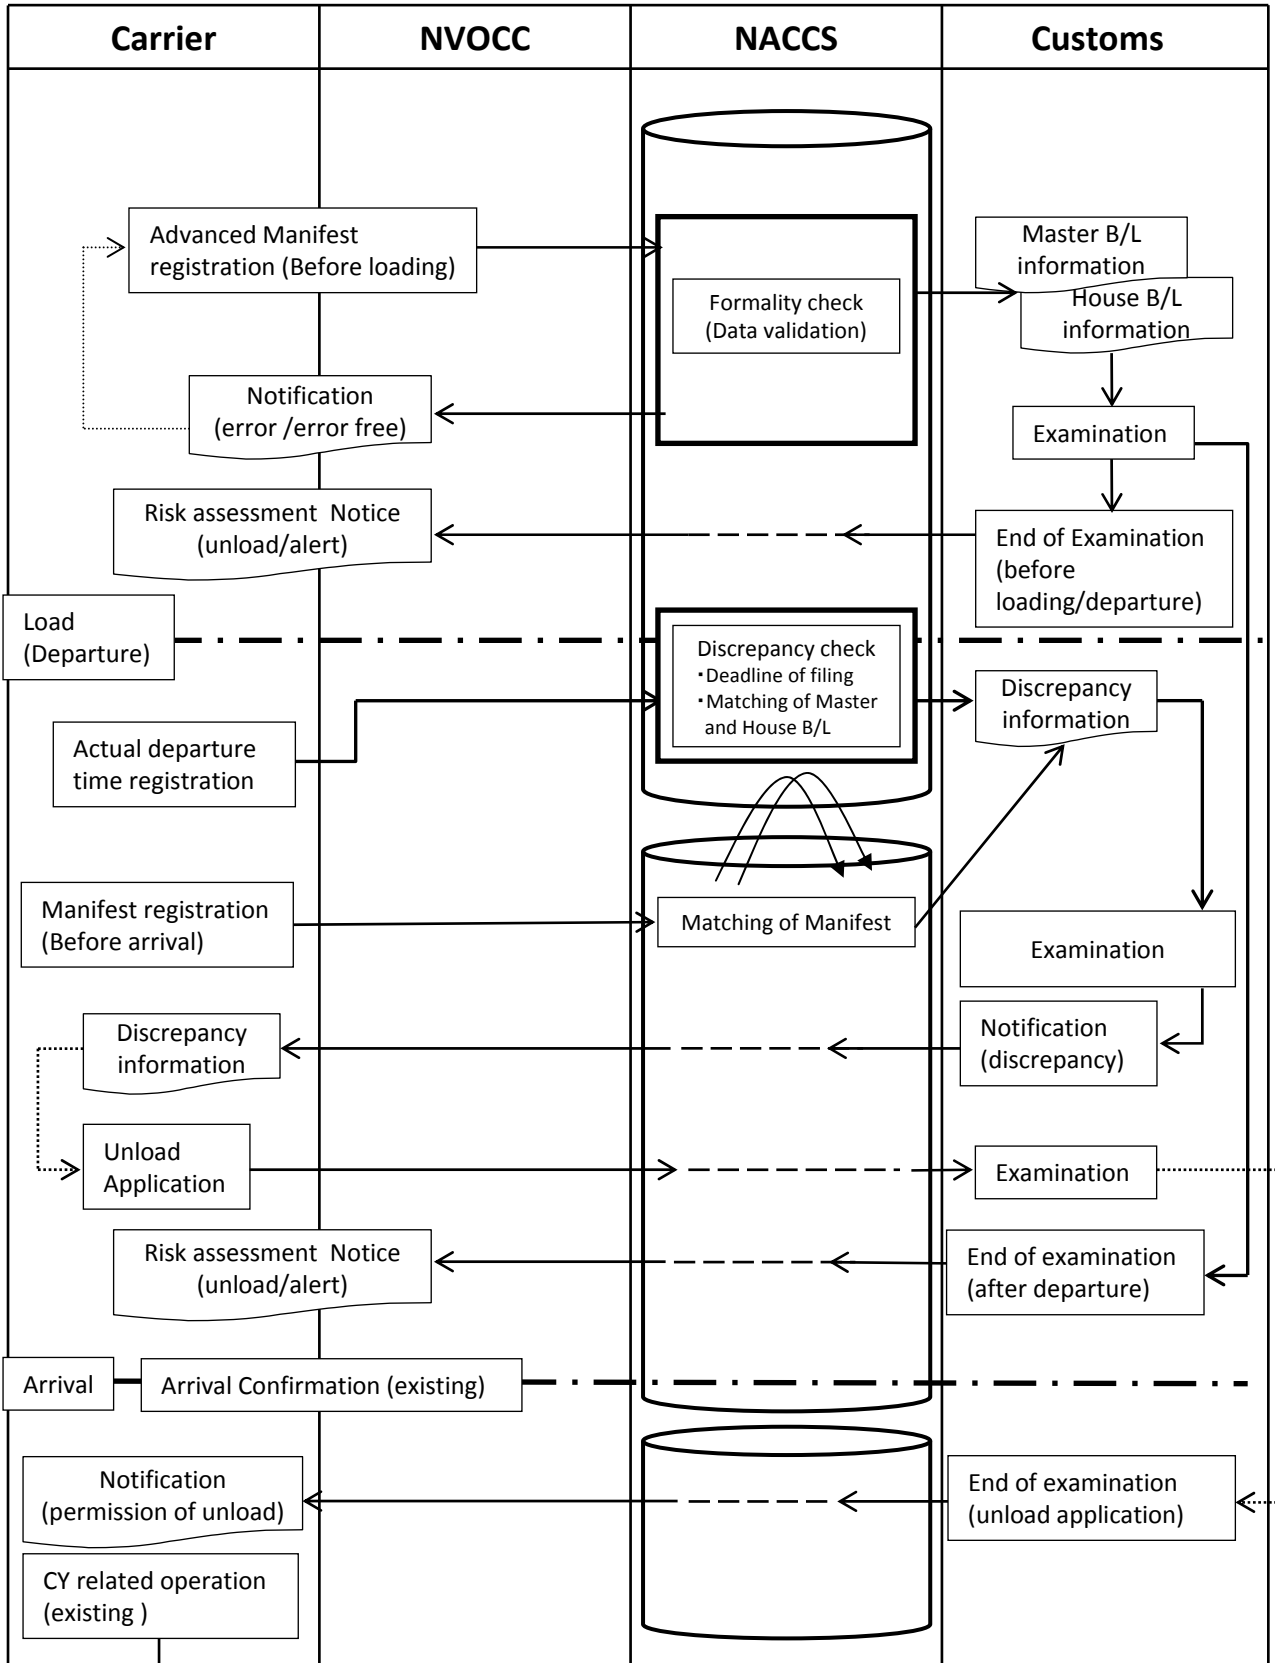 Carrier
NVOCC
NACCS
Customs
Advanced Manifest
registration (Before loading)
Master B/L
information
House B/L
information
Formality check
(Data validation)
Notification
(error /error free)
Examination
Risk assessment  Notice
(unload/alert)
End of Examination
(before
loading/departure)
Load
(Departure)
Discrepancy check
・Deadline of filing
・Matching of Master
and House B/L
Discrepancy
information
Actual departure
time registration
Manifest registration
(Before arrival)
Matching of Manifest
Examination
Discrepancy
information
Notification
(discrepancy)
Unload
Application
Examination
Risk assessment  Notice
(unload/alert)
End of examination
(after departure)
Arrival
Arrival Confirmation (existing)
Notification
(permission of unload)
End of examination
(unload application)
CY related operation
(existing )